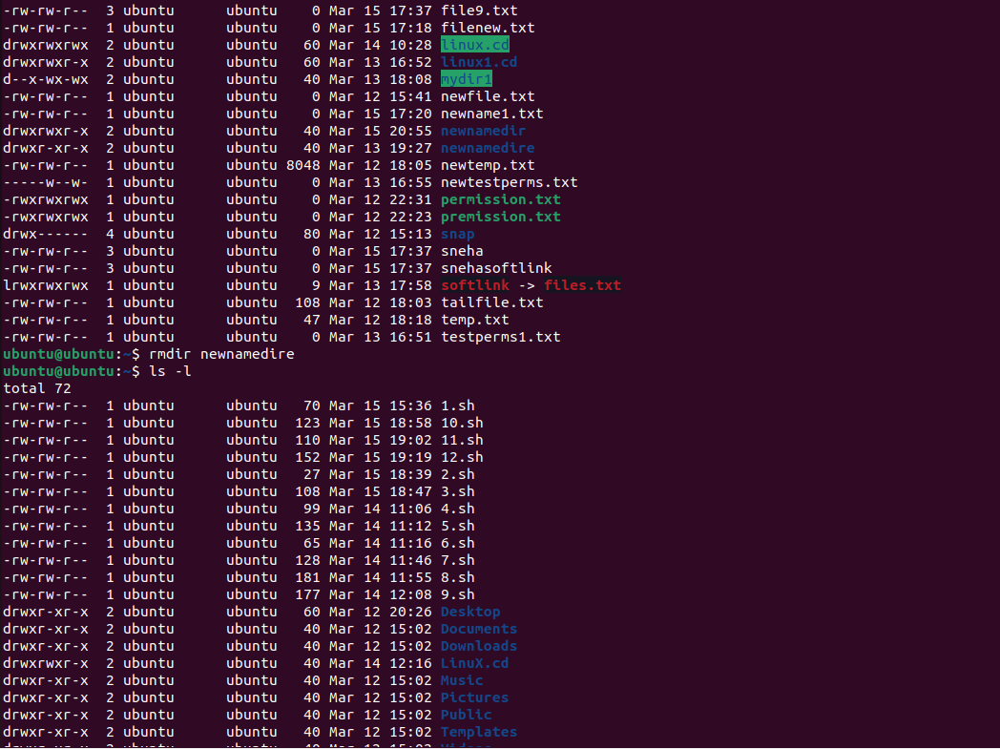 -rw-rw-r--  3 ubuntu      ubuntu    0 Mar 15 17:37 file9.txt
-rw-rw-r--  1 ubuntu      ubuntu    0 Mar 15 17:18 filenew.txt
drwxrwxrwx  2 ubuntu      ubuntu   60 Mar 14 10:28 linux.cd
drwxrwxr-x  2 ubuntu      ubuntu   60 Mar 13 16:52 linux1.cd
d--x-wx-wx  2 ubuntu      ubuntu   40 Mar 13 18:08 mydir1
-rw-rw-r--  1 ubuntu      ubuntu    0 Mar 12 15:41 newfile.txt
-rw-rw-r--  1 ubuntu      ubuntu    0 Mar 15 17:20 newname1.txt
drwxrwxr-x  2 ubuntu      ubuntu   40 Mar 15 20:55 newnamedir
drwxr-xr-x  2 ubuntu      ubuntu   40 Mar 13 19:27 newnamedire
-rw-rw-r--  1 ubuntu      ubuntu 8048 Mar 12 18:05 newtemp.txt
-----w--w-  1 ubuntu      ubuntu    0 Mar 13 16:55 newtestperms.txt
-rwxrwxrwx  1 ubuntu      ubuntu    0 Mar 12 22:31 permission.txt
-rwxrwxrwx  1 ubuntu      ubuntu    0 Mar 12 22:23 premission.txt
drwx------  4 ubuntu      ubuntu   80 Mar 12 15:13 snap
-rw-rw-r--  3 ubuntu      ubuntu    0 Mar 15 17:37 sneha
-rw-rw-r--  3 ubuntu      ubuntu    0 Mar 15 17:37 snehasoftlink
lrwxrwxrwx  1 ubuntu      ubuntu    9 Mar 13 17:58 softlink -> files.txt
-rw-rw-r--  1 ubuntu      ubuntu  108 Mar 12 18:03 tailfile.txt
-rw-rw-r--  1 ubuntu      ubuntu   47 Mar 12 18:18 temp.txt
-rw-rw-r--  1 ubuntu      ubuntu    0 Mar 13 16:51 testperms1.txt
ubuntu@ubuntu:~$ rmdir newnamedire
ubuntu@ubuntu:~$ ls -l
total 72
-rw-rw-r--  1 ubuntu      ubuntu   70 Mar 15 15:36 1.sh
-rw-rw-r--  1 ubuntu      ubuntu  123 Mar 15 18:58 10.sh
-rw-rw-r--  1 ubuntu      ubuntu  110 Mar 15 19:02 11.sh
-rw-rw-r--  1 ubuntu      ubuntu  152 Mar 15 19:19 12.sh
-rw-rw-r--  1 ubuntu      ubuntu   27 Mar 15 18:39 2.sh
-rw-rw-r--  1 ubuntu      ubuntu  108 Mar 15 18:47 3.sh
-rw-rw-r--  1 ubuntu      ubuntu   99 Mar 14 11:06 4.sh
-rw-rw-r--  1 ubuntu      ubuntu  135 Mar 14 11:12 5.sh
-rw-rw-r--  1 ubuntu      ubuntu   65 Mar 14 11:16 6.sh
-rw-rw-r--  1 ubuntu      ubuntu  128 Mar 14 11:46 7.sh
-rw-rw-r--  1 ubuntu      ubuntu  181 Mar 14 11:55 8.sh
-rw-rw-r--  1 ubuntu      ubuntu  177 Mar 14 12:08 9.sh
drwxr-xr-x  2 ubuntu      ubuntu   60 Mar 12 20:26 Desktop
drwxr-xr-x  2 ubuntu      ubuntu   40 Mar 12 15:02 Documents
drwxr-xr-x  2 ubuntu      ubuntu   40 Mar 12 15:02 Downloads
drwxrwxr-x  2 ubuntu      ubuntu   40 Mar 14 12:16 LinuX.cd
drwxr-xr-x  2 ubuntu      ubuntu   40 Mar 12 15:02 Music
drwxr-xr-x  2 ubuntu      ubuntu   40 Mar 12 15:02 Pictures
drwxr-xr-x  2 ubuntu      ubuntu   40 Mar 12 15:02 Public
drwxr-xr-x  2 ubuntu      ubuntu   40 Mar 12 15:02 Templates